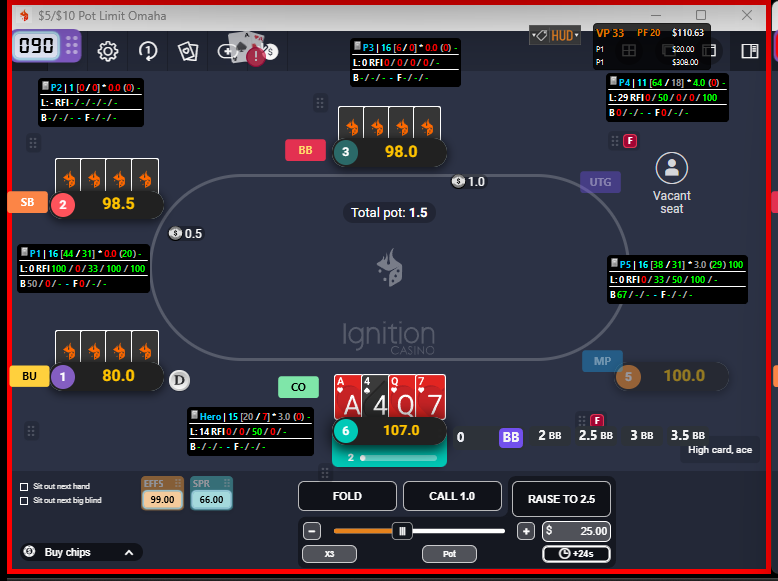 $5/$10 Pot Limit Omaha
090
HUD
VP 33 PF 20 $110.63
P1 $20.00
P1 $308.00
P3 | 16 [6 / 0] * 0.0 (0) -
L: 0 RFI 0 / 0 / 0 / 0 / -
B -/ -/ - - F -/ -/ -
P2 | 1 [0 / 0] * 0.0 (0) -
L: - RFI -/ -/ -/ -/ -
B -/ -/ - - F -/ -/ -
P4 | 11 [64 / 18] * 4.0 (0) -
L: 29 RFI 0 / 50 / 0 / 0 / 100
B 0 / -/ - - F 0 / -/ -
F
BB
3
98.0
UTG
Vacant
seat
1.0
SB
2
98.5
Total pot: 1.5
0.5
P1 | 16 [44 / 31] * 0.0 (20) -
L: 0 RFI 100 / 0 / 33 / 100 / 100
B 50 / 0 / - - F 0 / -/ -
P5 | 16 [38 / 31] * 3.0 (29) 100
L: 0 RFI 0 / 33 / 50 / 100 / -
B 67 / -/ - - F -/ -/ -
Ignition
CASINO
MP
5
100.0
BU
1
80.0
D
CO
A 4 Q 7
A 4 Q 7
6
107.0
Hero | 15 [20 / 7] * 3.0 (0) -
L: 14 RFI 0 / 0 / 50 / 0 / -
B -/ -/ - - F -/ -/ -
F
0 BB 2 BB 2.5 BB 3 BB 3.5 BB
High card, ace
2
Sit out next hand
Sit out next big blind
EFFS
99.00
SPR
66.00
FOLD
CALL 1.0
RAISE TO 2.5
$ 25.00
X3
Pot
+24s
Buy chips